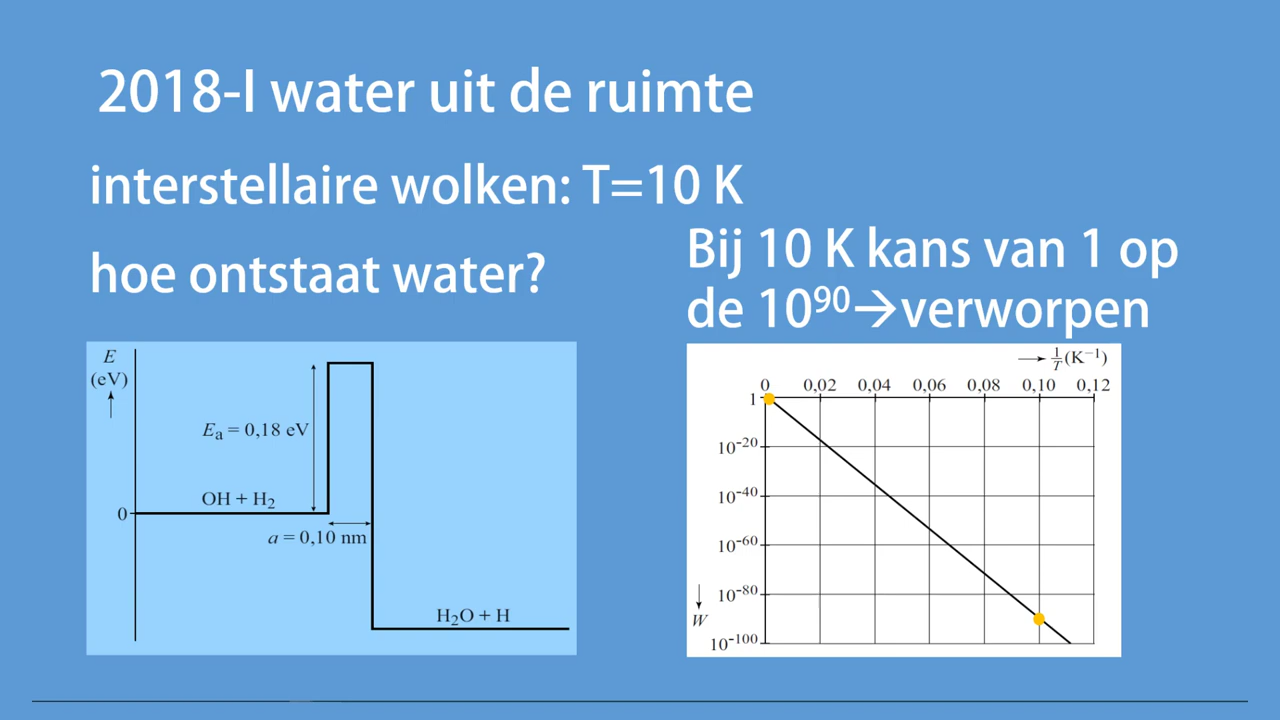 2018-I water uit de ruimte
interstellaire wolken: T=10 K
hoe ontstaat water?
Bij 10 K kans van 1 op
de 10⁹⁰→verworpen
E
(eV)
Eₐ = 0,18 eV
OH + H₂
0
a = 0,10 nm
H₂O + H
1/T (K⁻¹)
0 0,02 0,04 0,06 0,08 0,10 0,12
1
10⁻²⁰
10⁻⁴⁰
10⁻⁶⁰
10⁻⁸⁰
W
10⁻¹⁰⁰